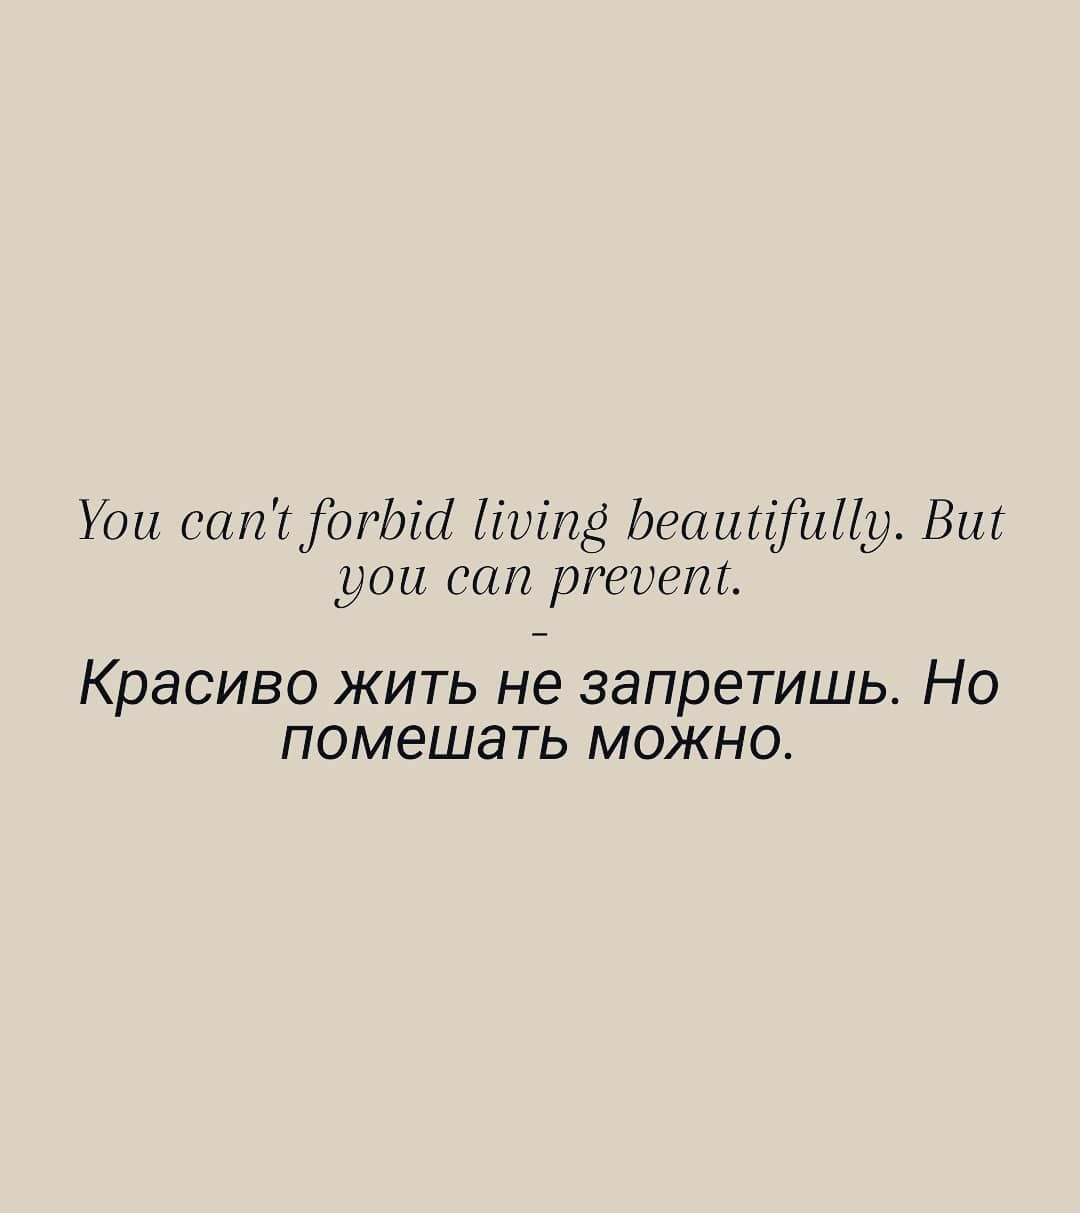 You can't forbid living beautifully. But
you can prevent.
-
Красиво жить не запретишь. Но
помешать можно.